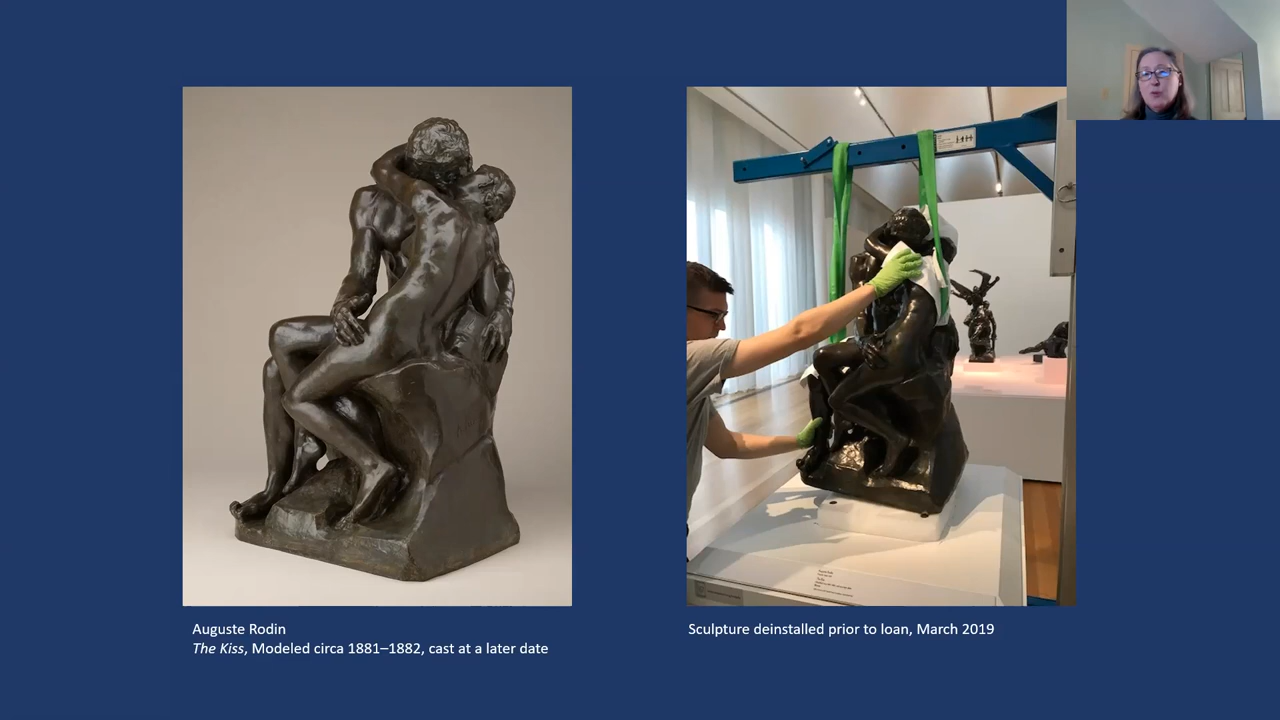 Auguste Rodin
The Kiss, Modeled circa 1881–1882, cast at a later date
Sculpture deinstalled prior to loan, March 2019